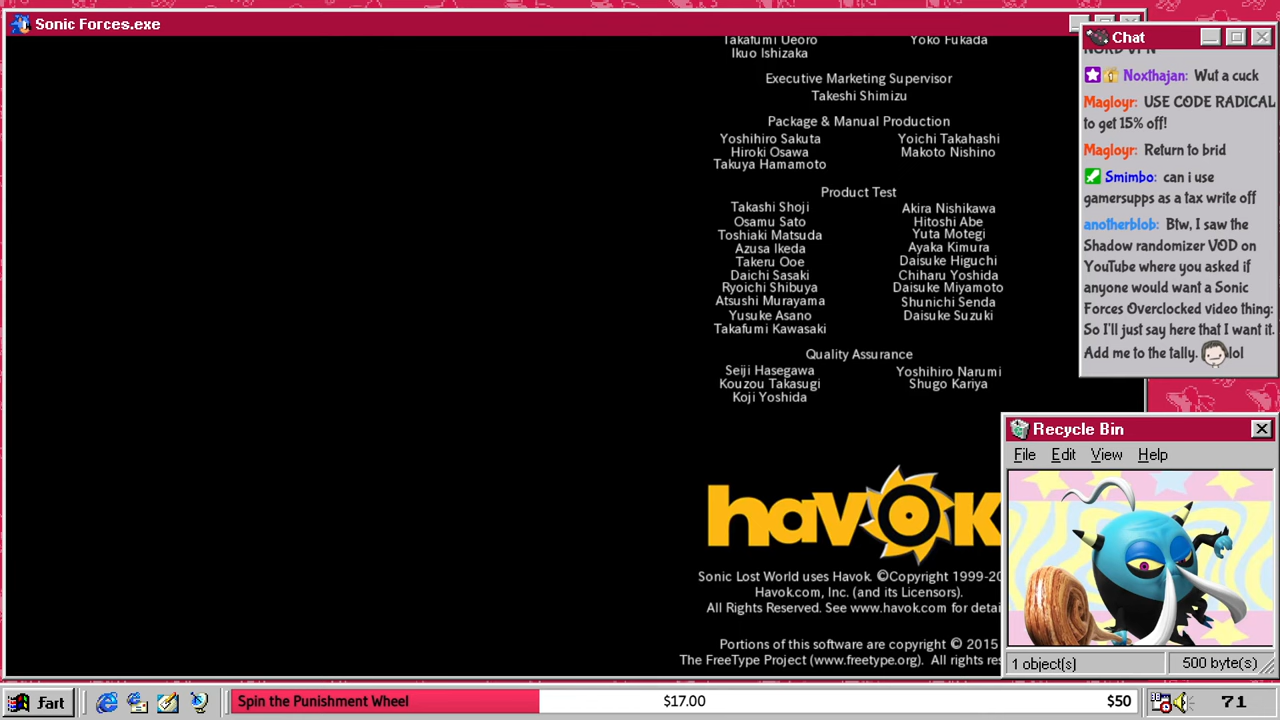 Sonic Forces.exe
Takafumi Ueoro Yoko Fukada
Ikuo Ishizaka
Executive Marketing Supervisor
Takeshi Shimizu
Package & Manual Production
Yoshihiro Sakuta Yoichi Takahashi
Hiroki Osawa Makoto Nishino
Takuya Hamamoto
Product Test
Takashi Shoji Akira Nishikawa
Osamu Sato Hitoshi Abe
Toshiaki Matsuda Yuta Motegi
Azusa Ikeda Ayaka Kimura
Takeru Ooe Daisuke Higuchi
Daichi Sasaki Chiharu Yoshida
Ryoichi Shibuya Daisuke Miyamoto
Atsushi Murayama Shunichi Senda
Yusuke Asano Daisuke Suzuki
Takafumi Kawasaki
Quality Assurance
Seiji Hasegawa Yoshihiro Narumi
Kouzou Takasugi Shugo Kariya
Koji Yoshida
havok
Sonic Lost World uses Havok. ©Copyright 1999-20
Havok.com, Inc. (and its Licensors).
All Rights Reserved. See www.havok.com for detai
Portions of this software are copyright © 2015
The FreeType Project (www.freetype.org). All rights res
Chat
NORD VPN
Noxthajan: Wut a cuck
Magloyr: USE CODE RADICAL
to get 15% off!
Magloyr: Return to brid
Smimbo: can i use
gamersupps as a tax write off
anotherblob: Btw, I saw the
Shadow randomizer VOD on
YouTube where you asked if
anyone would want a Sonic
Forces Overclocked video thing:
So I'll just say here that I want it.
Add me to the tally. lol
Recycle Bin
File Edit View Help
1 object(s) 500 byte(s)
fart
Spin the Punishment Wheel $17.00 $50
71